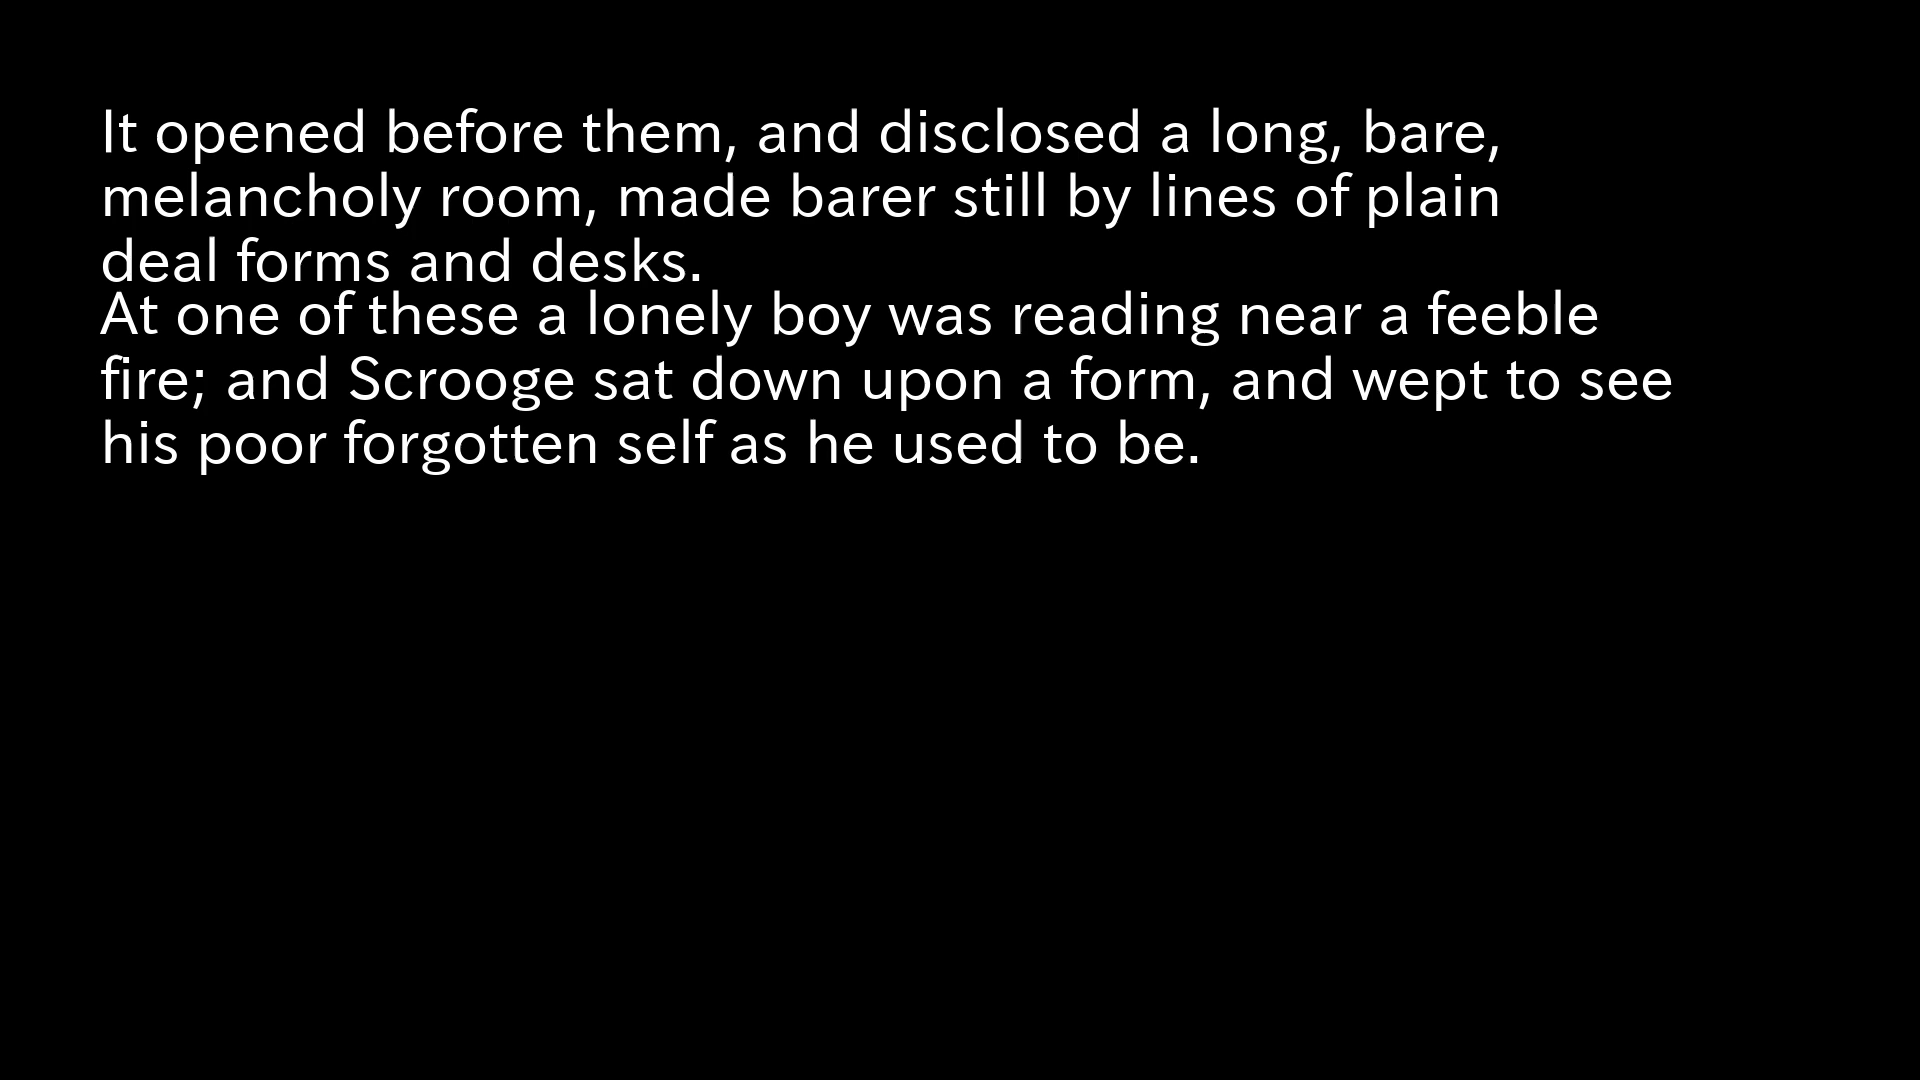 It opened before them, and disclosed a long, bare,
melancholy room, made barer still by lines of plain
deal forms and desks.
At one of these a lonely boy was reading near a feeble
fire; and Scrooge sat down upon a form, and wept to see
his poor forgotten self as he used to be.